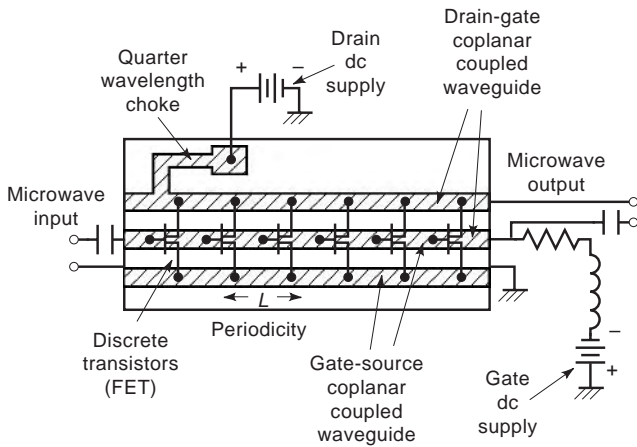 Drain
dc
supply
+
−
Drain-gate
coplanar
coupled
waveguide
Quarter
wavelength
choke
Microwave
output
Microwave
input
L
Periodicity
Discrete
transistors
(FET)
Gate-source
coplanar
coupled
waveguide
Gate
dc
supply
−
+